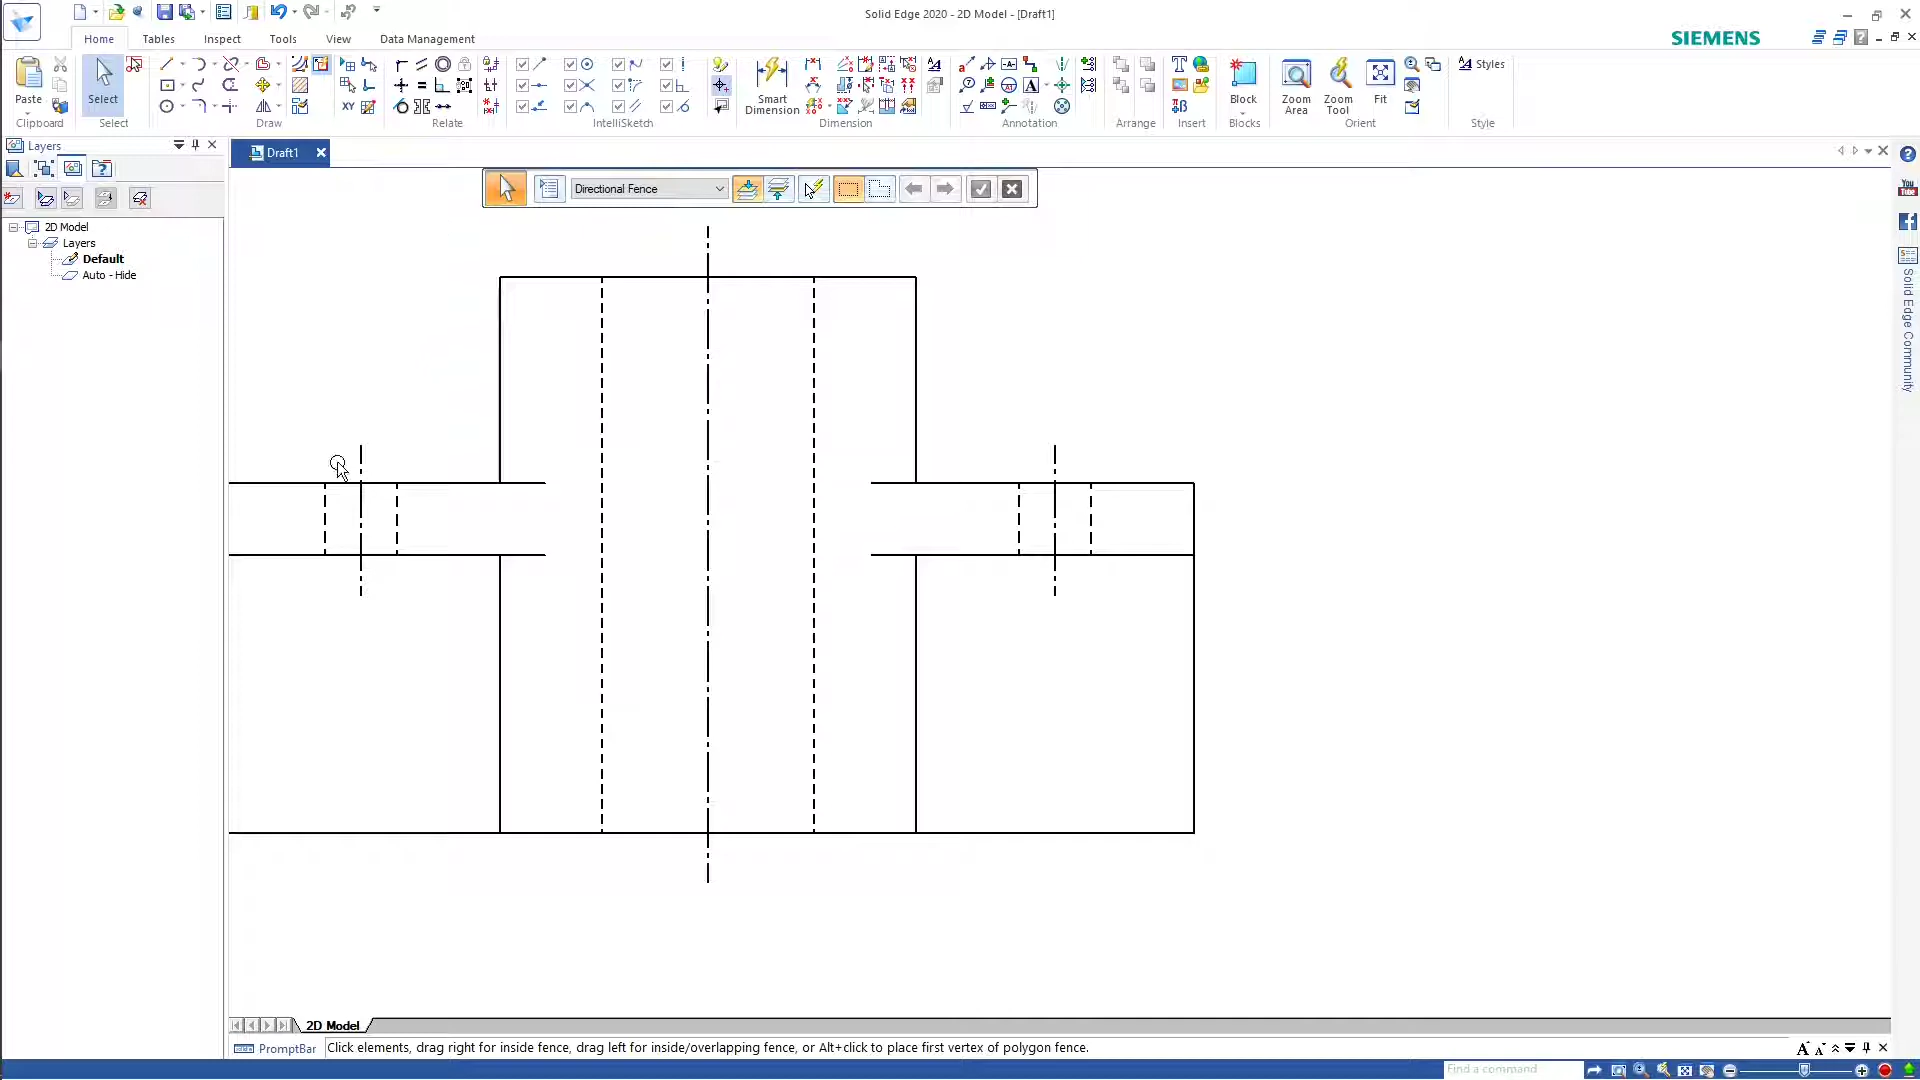 Solid Edge 2020 - 2D Model - [Draft1]
Home Tables Inspect Tools View Data Management
SIEMENS
Paste Select Smart Dimension Block Zoom Area Zoom Tool Fit Styles
Clipboard Select Draw Relate IntelliSketch Dimension Annotation Arrange Insert Blocks Orient Style
Layers
Draft1
Directional Fence
2D Model
Layers
Default
Auto - Hide
You Tube
Solid Edge Community
2D Model
PromptBar Click elements, drag right for inside fence, drag left for inside/overlapping fence, or Alt+click to place first vertex of polygon fence.
Find a command